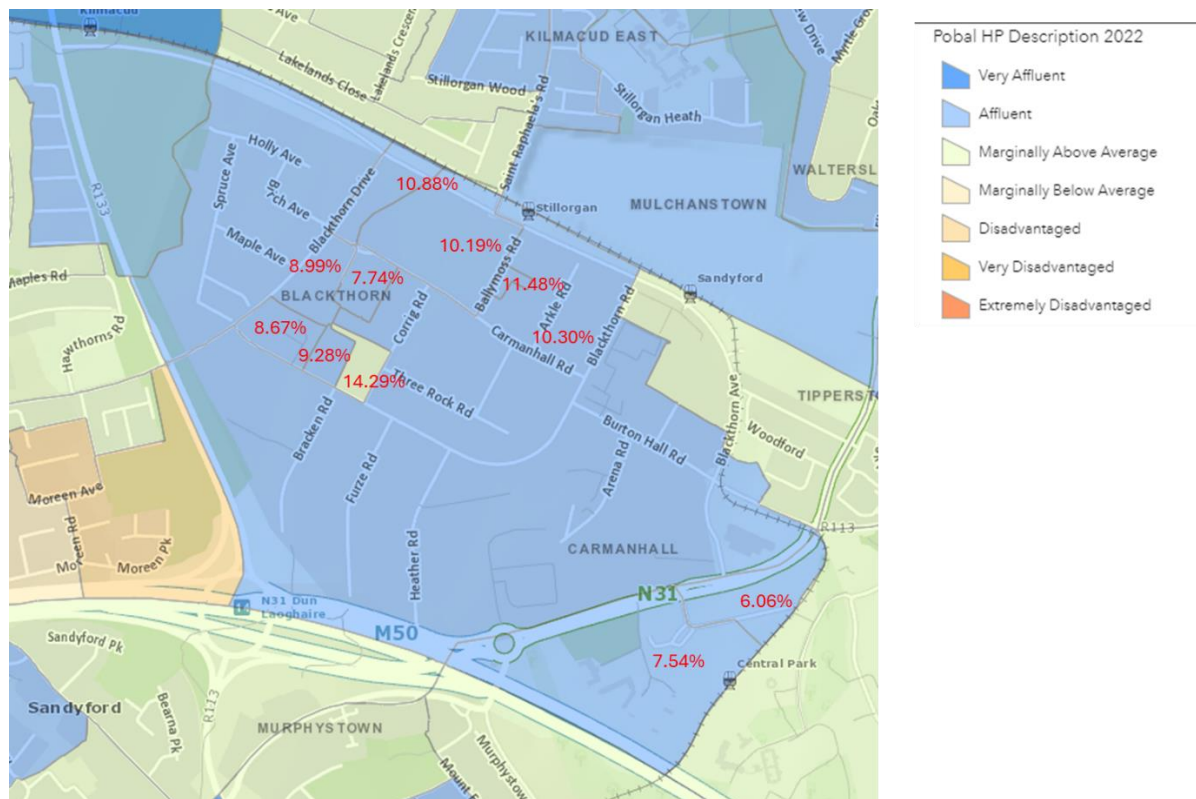 Kilmacud
KILMACUD EAST
Lakelands Close
Lakelands Crescent
Stillorgan Wood
Saint Raphaela's Rd
Stillorgan Heath
Myrtle
WALTERSL
R133
Spruce Ave
Holly Ave
Birch Ave
Blackthorn Drive
10.88%
Stillorgan
MULCHANSTOWN
Maple Ave
8.99%
7.74%
10.19%
Ballymoss Rd
11.48%
Sandyford
Maples Rd
BLACKTHORN
Corrig Rd
Arkle Rd
Blackthorn Rd
8.67%
10.30%
Carmanhall Rd
Hawthorns Rd
9.28%
14.29%
Three Rock Rd
TIPPERST
Blackthorn Ave
Woodford
Bracken Rd
Furze Rd
Burton Hall Rd
Arena Rd
Moreen Ave
R113
Moreen Rd
Moreen Pk
CARMANHALL
Heather Rd
N31
6.06%
N31 Dun
Laoghaire
M50
7.54%
Central Park
Sandyford Pk
Sandyford
Bearna Pk
R113
MURPHYSTOWN
Murphystow
Mount
Pobal HP Description 2022
Very Affluent
Affluent
Marginally Above Average
Marginally Below Average
Disadvantaged
Very Disadvantaged
Extremely Disadvantaged